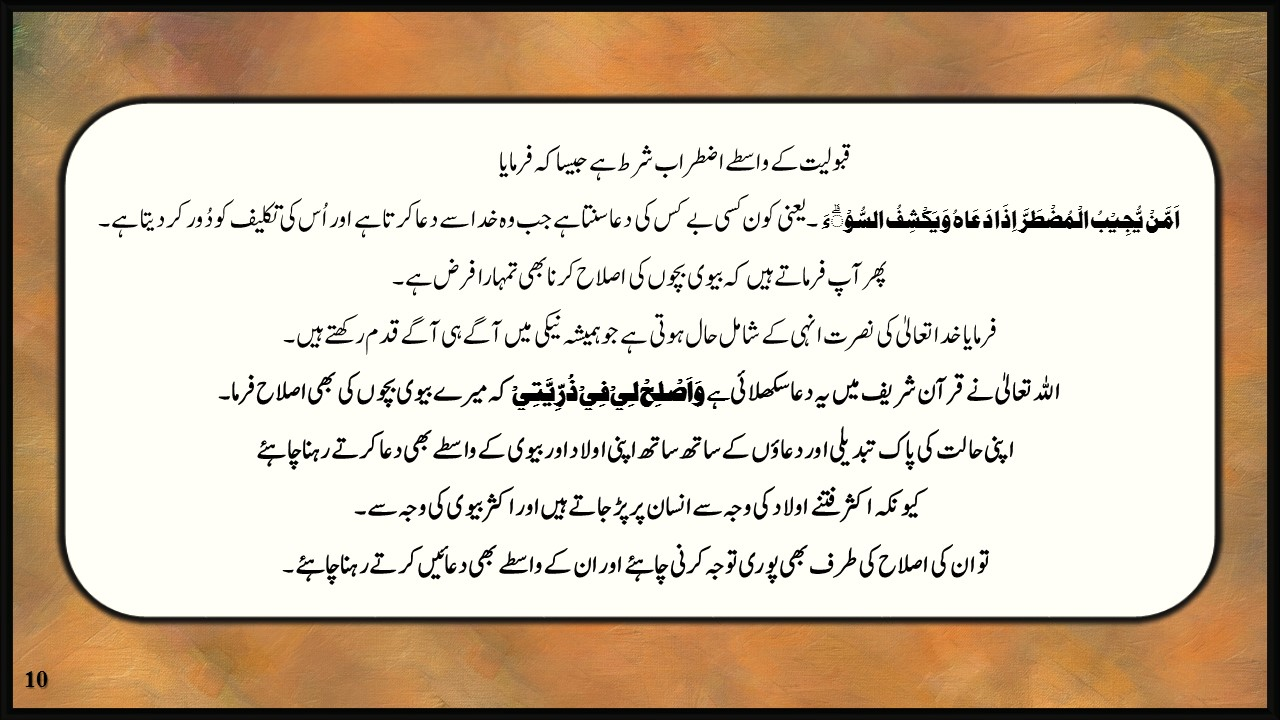 قبولیت کے واسطے اضطراب شرط ہے جیسا کہ فرمایا
اَمَّنۡ یُّجِیۡبُ الۡمُضۡطَرَّ اِذَا دَعَاہُ وَیَکۡشِفُ السُّوۡٓءَ ۔ یعنی کون کسی بے کس کی دعا سنتا ہے جب وہ خدا سے دعا کرتا ہے اور اُس کی تکلیف کو دُور کر دیتا ہے۔
پھر آپ فرماتے ہیں کہ بیوی بچوں کی اصلاح کرنا بھی تمہارا فرض ہے۔
فرمایا خدا تعالیٰ کی نصرت انہی کے شامل حال ہوتی ہے جو ہمیشہ نیکی میں آگے ہی آگے قدم رکھتے ہیں۔
اللہ تعالیٰ نے قرآن شریف میں یہ دعا سکھلائی ہے وَاَصۡلِحۡ لِیۡ فِیۡ ذُرِّیَّتِیۡ کہ میرے بیوی بچوں کی بھی اصلاح فرما۔
اپنی حالت کی پاک تبدیلی اور دعاؤں کے ساتھ ساتھ اپنی اولاد اور بیوی کے واسطے بھی دعا کرتے رہنا چاہئے
کیونکہ اکثر فتنے اولاد کی وجہ سے انسان پر پڑ جاتے ہیں اور اکثر بیوی کی وجہ سے۔
تو ان کی اصلاح کی طرف بھی پوری توجہ کرنی چاہئے اور ان کے واسطے بھی دعائیں کرتے رہنا چاہئے۔
10